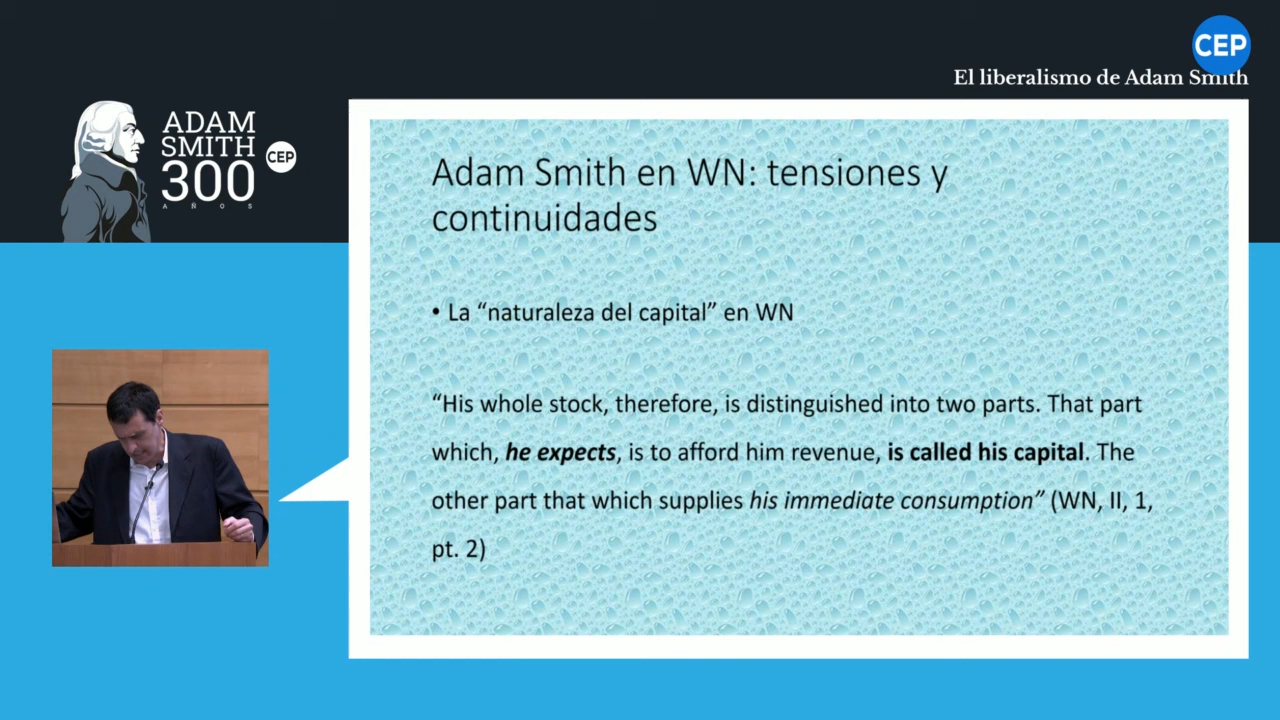 CEP
El liberalismo de Adam Smith
ADAM
SMITH
300
AÑOS
CEP
Adam Smith en WN: tensiones y
continuidades
• La “naturaleza del capital” en WN
“His whole stock, therefore, is distinguished into two parts. That part
which, he expects, is to afford him revenue, is called his capital. The
other part that which supplies his immediate consumption” (WN, II, 1,
pt. 2)